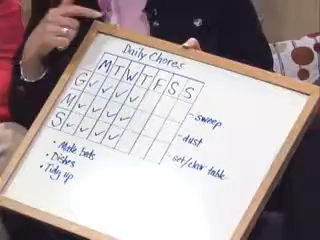 Daily Chores
M T W T F S S
G ✓ ✓ ✓ ✓
M ✓ ✓ ✓ ✓ - sweep
S ✓ ✓ ✓ ✓ - dust
- set/clear table
• Make beds
• Dishes
• Tidy up